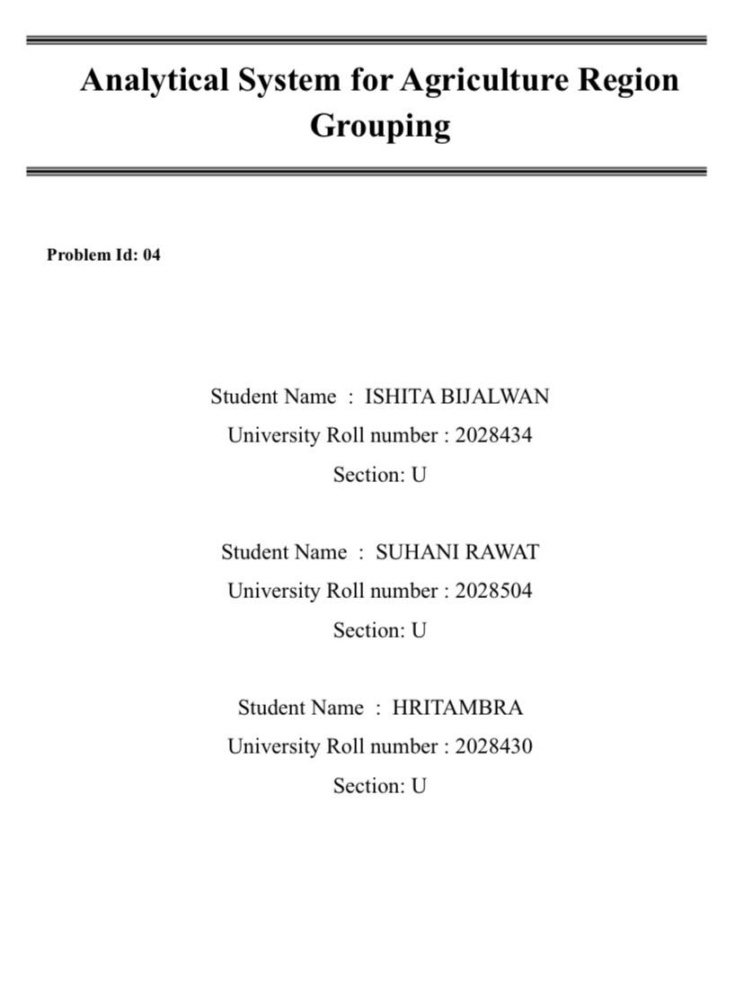 Analytical System for Agriculture Region
Grouping
Problem Id: 04
Student Name : ISHITA BIJALWAN
University Roll number : 2028434
Section: U
Student Name : SUHANI RAWAT
University Roll number : 2028504
Section: U
Student Name : HRITAMBRA
University Roll number : 2028430
Section: U